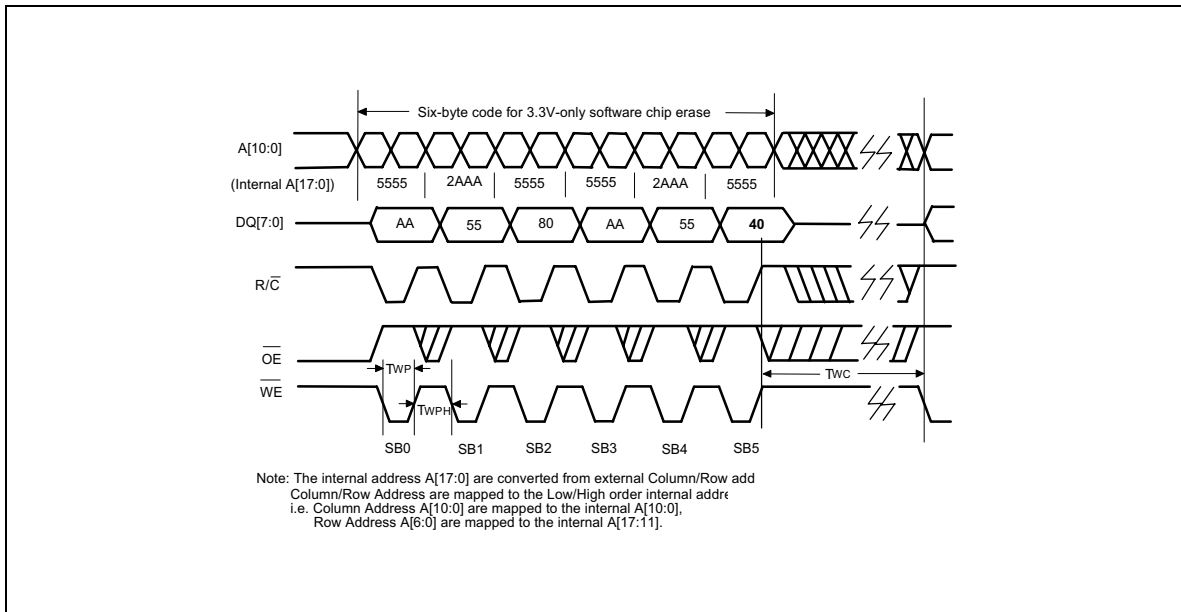 Six-byte code for 3.3V-only software chip erase
A[10:0]
(Internal A[17:0])
5555 2AAA 5555 5555 2AAA 5555
DQ[7:0]
AA 55 80 AA 55 40
R/C̅
O̅E̅
TWP
TWC
W̅E̅
TWPH
SB0 SB1 SB2 SB3 SB4 SB5
Note: The internal address A[17:0] are converted from external Column/Row add
Column/Row Address are mapped to the Low/High order internal addre
i.e. Column Address A[10:0] are mapped to the internal A[10:0],
Row Address A[6:0] are mapped to the internal A[17:11].